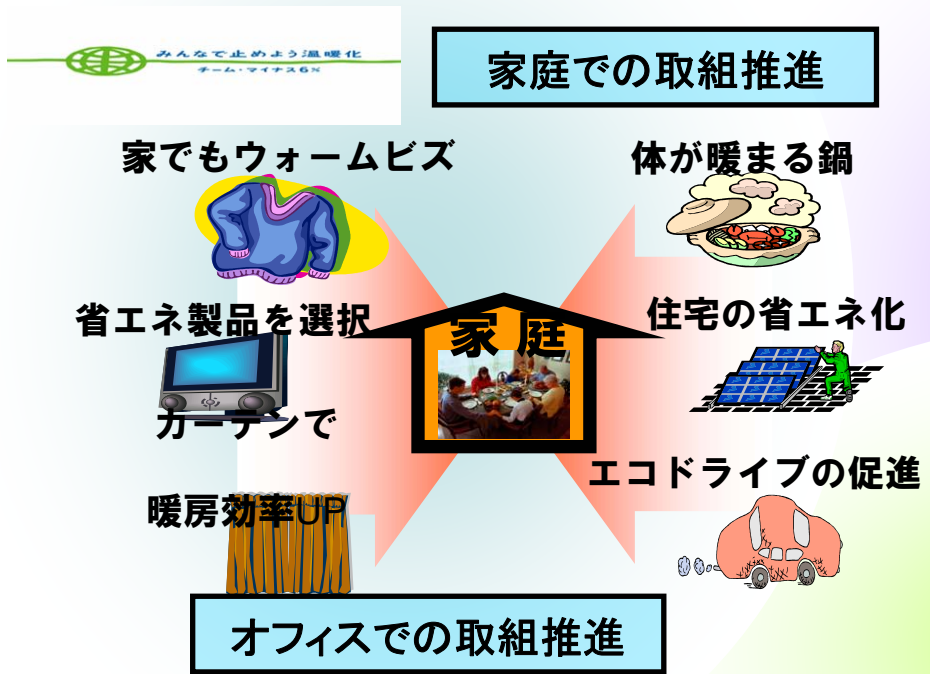 みんなで止めよう温暖化
チーム・マイナス6%
家庭での取組推進
家でもウォームビズ
体が暖まる鍋
省エネ製品を選択
住宅の省エネ化
家庭
カーテンで
暖房効率UP
エコドライブの促進
オフィスでの取組推進